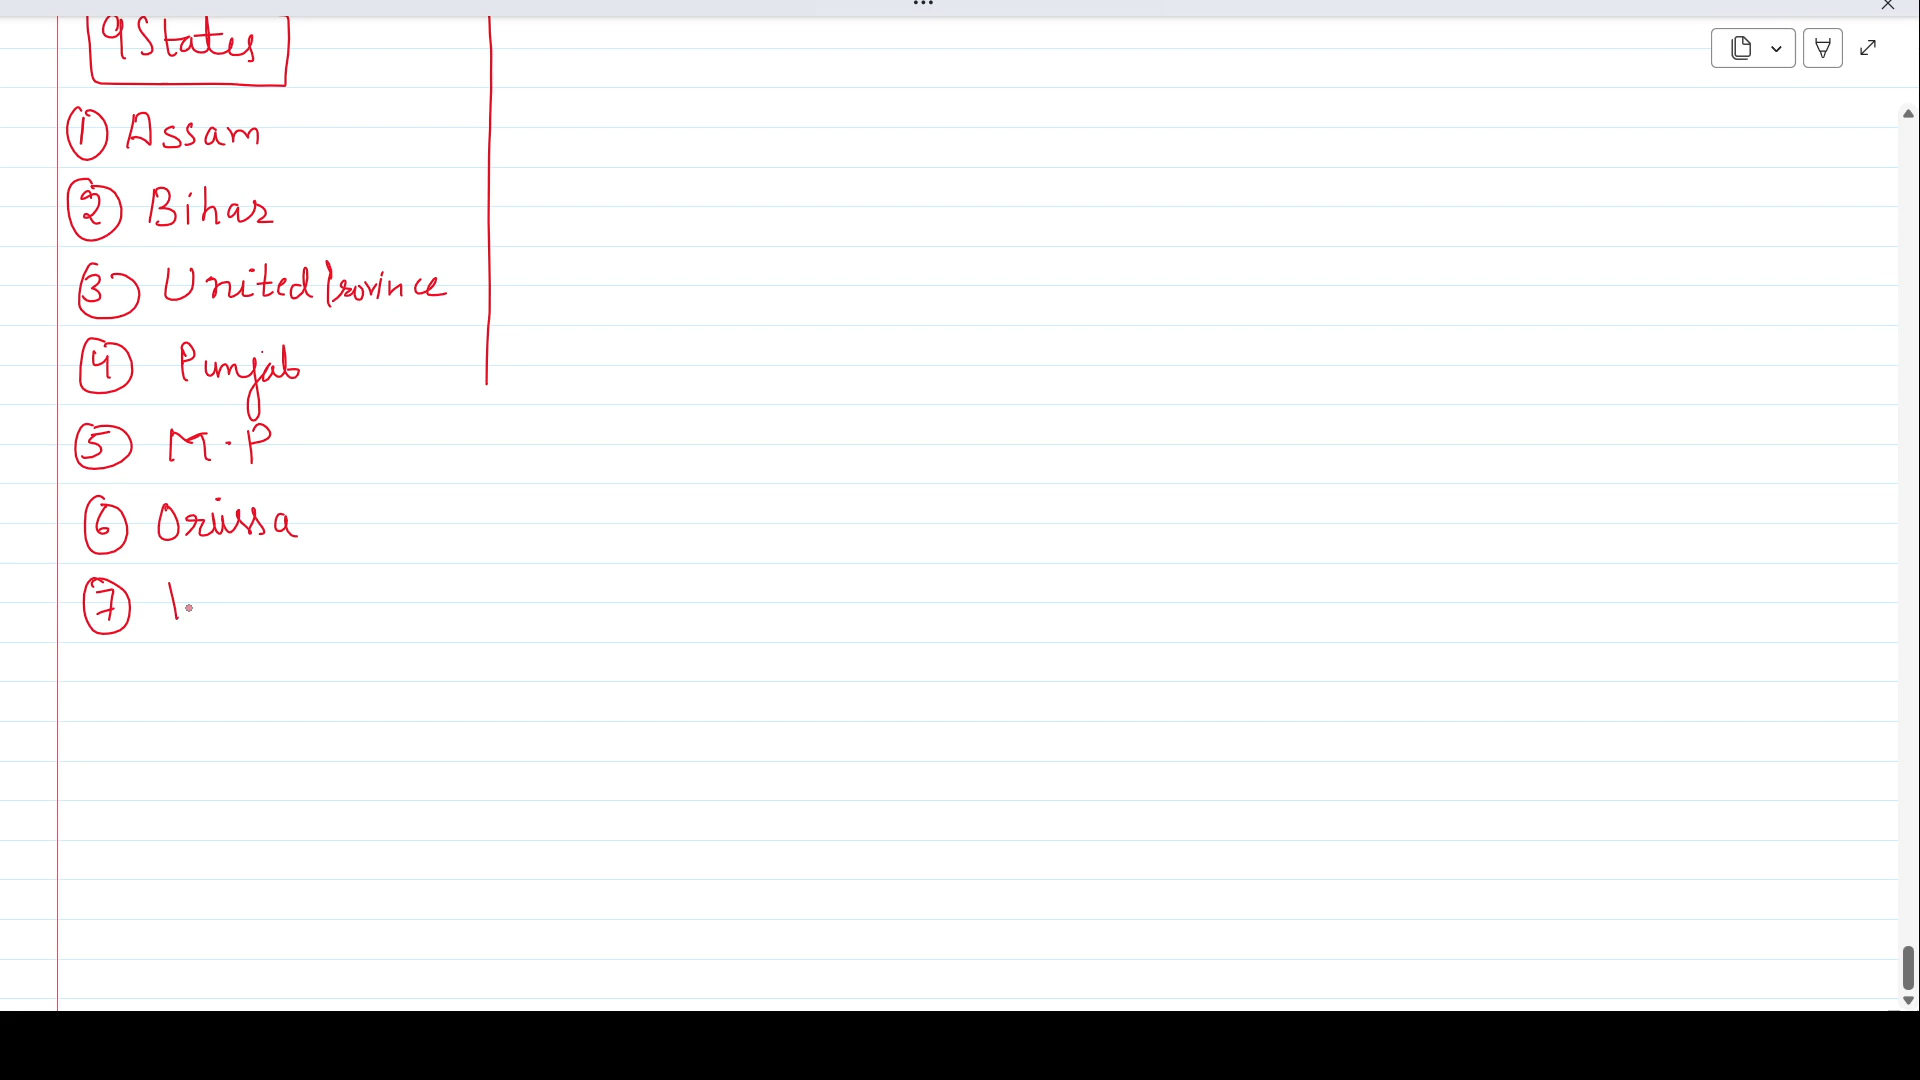 9 States
① Assam
② Bihar
③ United Province
④ Punjab
⑤ M.P
⑥ Orissa
⑦